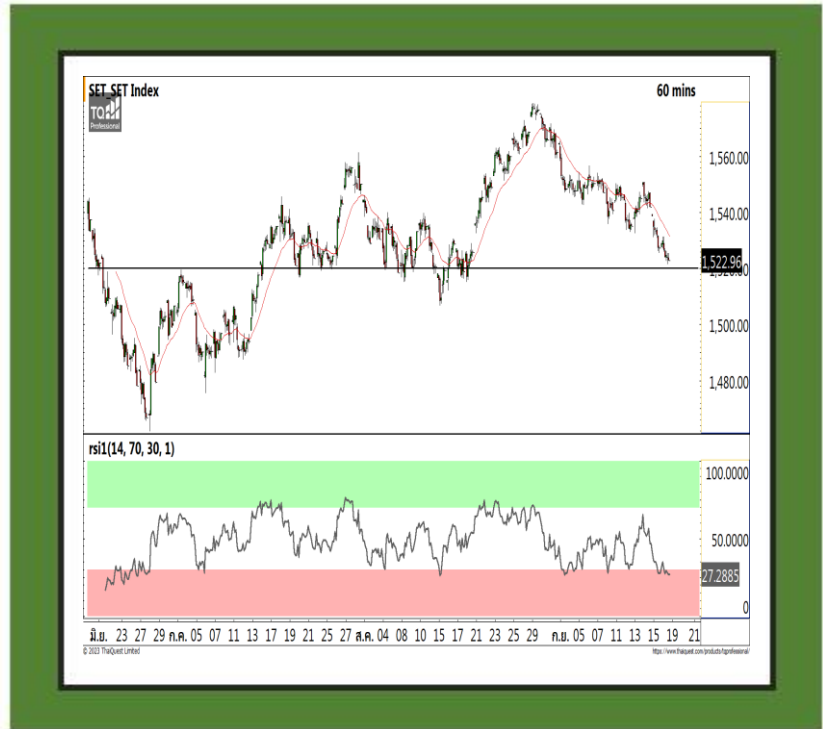 SET_SET Index 60 mins
TQ
Professional
1,560.00
1,540.00
1,522.96
1,520.00
1,500.00
1,480.00
rsi1(14, 70, 30, 1)
100.0000
50.0000
27.2885
0
มิ.ย. 23 27 29 ก.ค. 05 07 11 13 17 19 21 25 27 ส.ค. 04 08 10 15 17 21 23 25 29 ก.ย. 05 07 11 13 15 19 21
© 2023 ThaiQuest Limited https://www.thaiquest.com/products/tqprofessional/